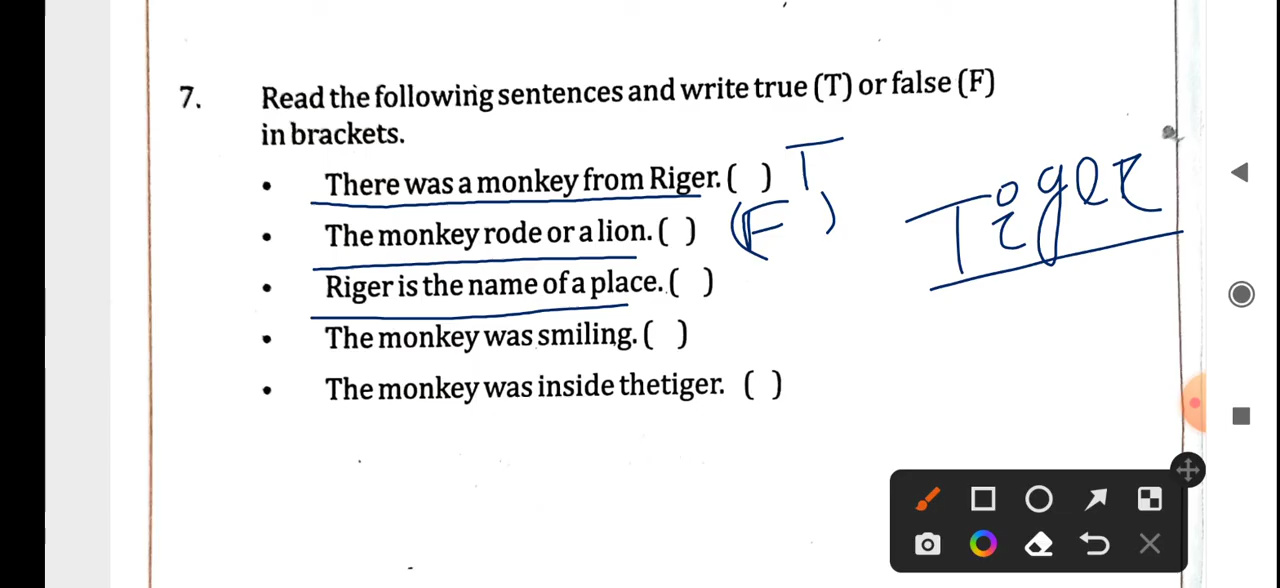 7. Read the following sentences and write true (T) or false (F)
in brackets.
• There was a monkey from Riger. ( ) T
• The monkey rode or a lion. ( ) (F)
• Riger is the name of a place. ( )
• The monkey was smiling. ( )
• The monkey was inside thetiger. ( )
Tiger